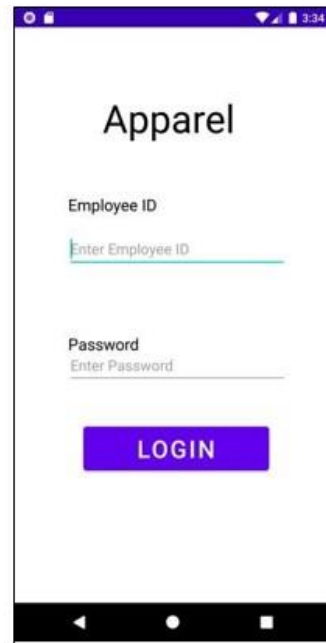 3:34
Apparel
Employee ID
Enter Employee ID
Password
Enter Password
LOGIN